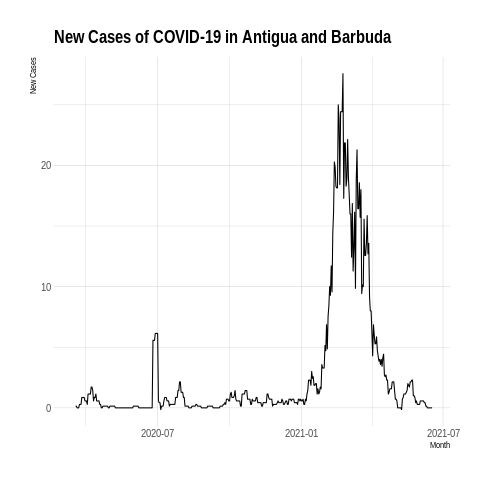 New Cases of COVID-19 in Antigua and Barbuda
New Cases
20
10
0
2020-07
2021-01
2021-07
Month